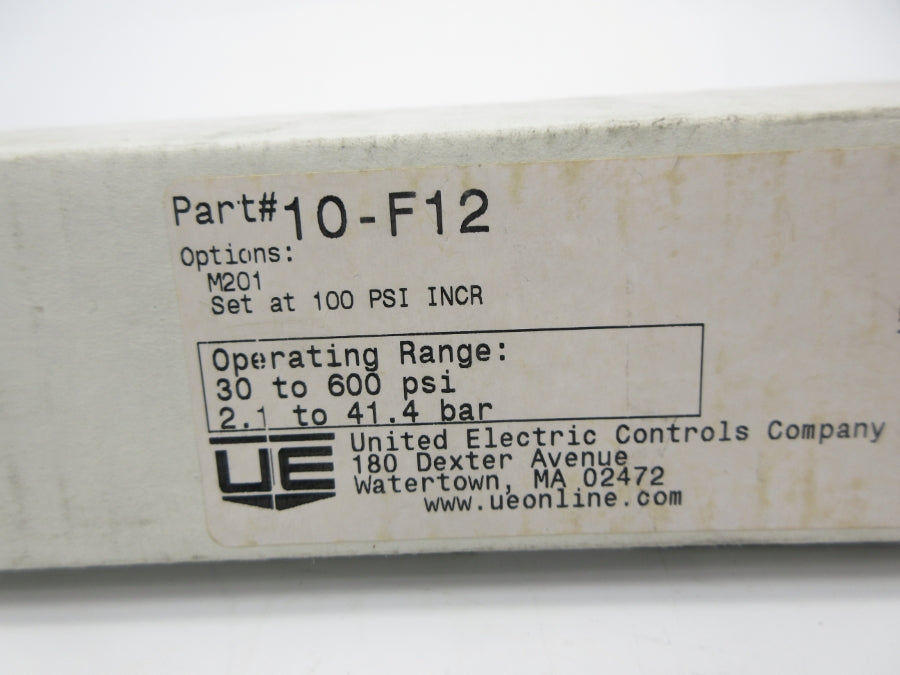 Part# 10-F12
Options:
M201
Set at 100 PSI INCR
Operating Range:
30 to 600 psi
2.1 to 41.4 bar
UE
United Electric Controls Company
180 Dexter Avenue
Watertown, MA 02472
www.ueonline.com